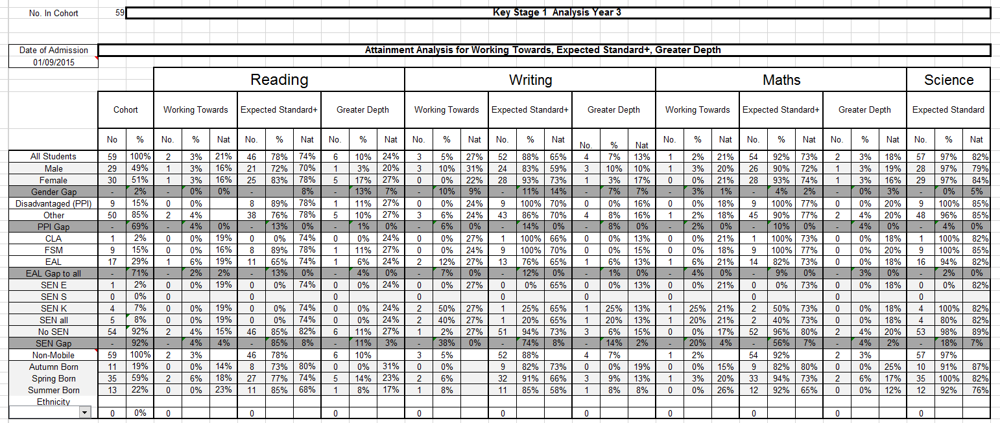 No. In Cohort 59 Key Stage 1 Analysis Year 3
Date of Admission Attainment Analysis for Working Towards, Expected Standard+, Greater Depth
01/09/2015
Reading Writing Maths Science
Cohort Working Towards Expected Standard+ Greater Depth Working Towards Expected Standard+ Greater Depth Working Towards Expected Standard+ Greater Depth Expected Standard
No % No. % Nat No. % Nat No. % Nat No. % Nat No. % Nat No. % Nat No. % Nat No. % Nat No. % Nat No. % Nat
All Students 59 100% 2 3% 21% 46 78% 74% 6 10% 24% 3 5% 27% 52 88% 65% 4 7% 13% 1 2% 21% 54 92% 73% 2 3% 18% 57 97% 82%
Male 29 49% 1 3% 16% 21 72% 70% 1 3% 20% 3 10% 31% 24 83% 59% 3 10% 10% 1 3% 20% 26 90% 72% 1 3% 19% 28 97% 79%
Female 30 51% 1 3% 16% 25 83% 78% 5 17% 27% 0 0% 22% 28 93% 73% 1 3% 17% 0 0% 21% 28 93% 74% 1 3% 16% 29 97% 84%
Gender Gap - 2% - 0% 0% - 8% - 13% 7% - 10% 9% - 11% 14% - 7% 7% - 3% 1% - 4% 2% - 0% 3% - 0% 5%
Disadvantaged (PPI) 9 15% 0 0% 8 89% 78% 1 11% 27% 0 0% 24% 9 100% 70% 0 0% 16% 0 0% 18% 9 100% 77% 0 0% 20% 9 100% 85%
Other 50 85% 2 4% 38 76% 78% 5 10% 27% 3 6% 24% 43 86% 70% 4 8% 16% 1 2% 18% 45 90% 77% 2 4% 20% 48 96% 85%
PPI Gap - 69% - 4% 0% - 13% 0% - 1% 0% - 6% 0% - 14% 0% - 8% 0% - 2% 0% - 10% 0% - 4% 0% - 4% 0%
CLA 1 2% 0 0% 19% 0 0% 74% 0 0% 24% 0 0% 27% 1 100% 66% 0 0% 13% 0 0% 21% 1 100% 73% 0 0% 18% 1 100% 82%
FSM 9 15% 0 0% 16% 8 89% 78% 1 11% 27% 0 0% 24% 9 100% 70% 0 0% 15% 0 0% 18% 9 100% 77% 0 0% 20% 9 100% 85%
EAL 17 29% 1 6% 19% 11 65% 74% 1 6% 24% 2 12% 27% 13 76% 65% 1 6% 13% 1 6% 21% 14 82% 73% 0 0% 18% 16 94% 82%
EAL Gap to all - 71% - 2% 2% - 13% 0% - 4% 0% - 7% 0% - 12% 0% - 1% 0% - 4% 0% - 9% 0% - 3% 0% - 2% 0%
SEN E 1 2% 0 0% 19% 0 0% 74% 0 0% 24% 0 0% 27% 0 0% 65% 0 0% 13% 0 0% 21% 0 0% 73% 0 0% 18% 0 0% 82%
SEN S 0 0% 0 0 0 0 0 0 0 0 0 0
SEN K 4 7% 0 0% 19% 0 0% 74% 0 0% 24% 2 50% 27% 1 25% 65% 1 25% 13% 1 25% 21% 2 50% 73% 0 0% 18% 4 100% 82%
SEN all 5 8% 0 0% 19% 0 0% 74% 0 0% 24% 2 40% 27% 1 20% 65% 1 20% 13% 1 20% 21% 2 40% 73% 0 0% 18% 4 80% 82%
No SEN 54 92% 2 4% 15% 46 85% 82% 6 11% 27% 1 2% 27% 51 94% 73% 3 6% 15% 0 0% 17% 52 96% 80% 2 4% 20% 53 98% 89%
SEN Gap - 92% - 4% 4% - 85% 8% - 11% 3% - 38% 0% - 74% 8% - 14% 2% - 20% 4% - 56% 7% - 4% 2% - 18% 7%
Non-Mobile 59 100% 2 3% 46 78% 6 10% 3 5% 52 88% 4 7% 1 2% 54 92% 2 3% 57 97%
Autumn Born 11 19% 0 0% 14% 8 73% 80% 0 0% 31% 0 0% 9 82% 73% 0 0% 19% 0 0% 15% 9 82% 80% 0 0% 25% 10 91% 87%
Spring Born 35 59% 2 6% 18% 27 77% 74% 5 14% 23% 2 6% 32 91% 66% 3 9% 13% 1 3% 20% 33 94% 73% 2 6% 17% 35 100% 82%
Summer Born 13 22% 0 0% 23% 11 85% 68% 1 8% 17% 1 8% 11 85% 58% 1 8% 8% 0 0% 26% 12 92% 65% 0 0% 12% 12 92% 76%
Ethnicity
0 0% 0 0 0 0 0 0 0 0 0 0